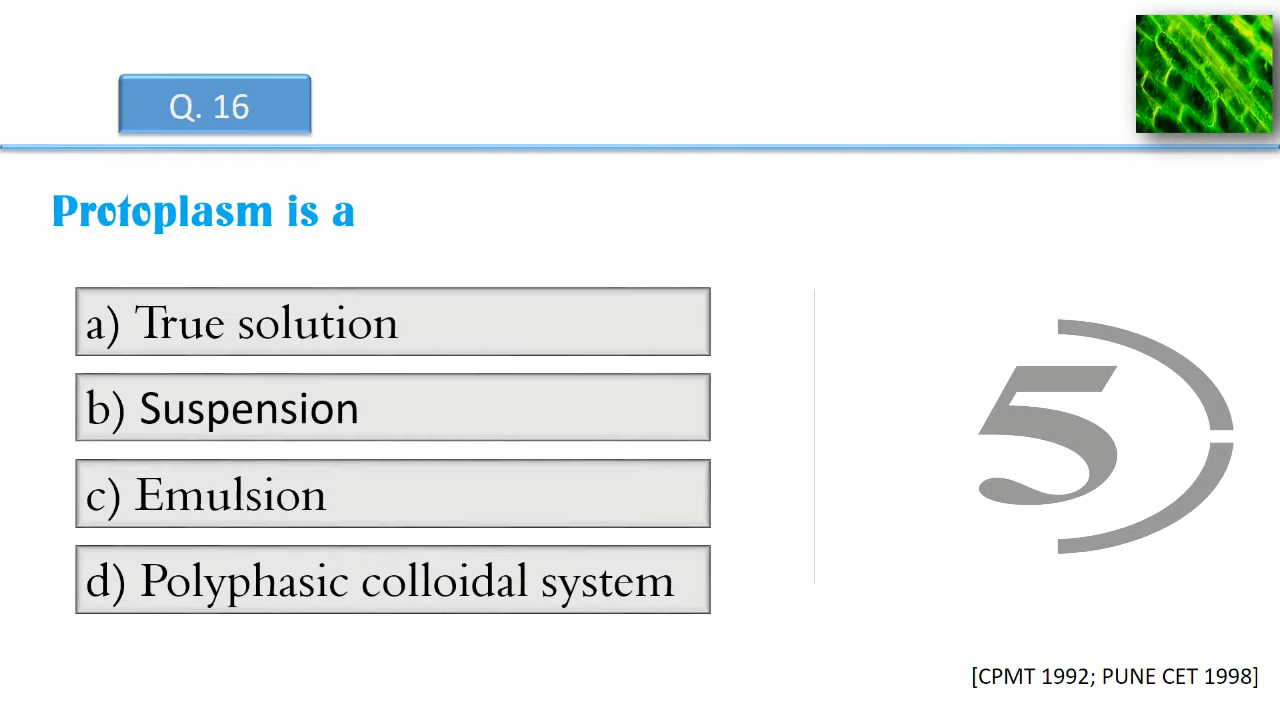 Q. 16
Protoplasm is a
a) True solution
b) Suspension
c) Emulsion
d) Polyphasic colloidal system
5
[CPMT 1992; PUNE CET 1998]